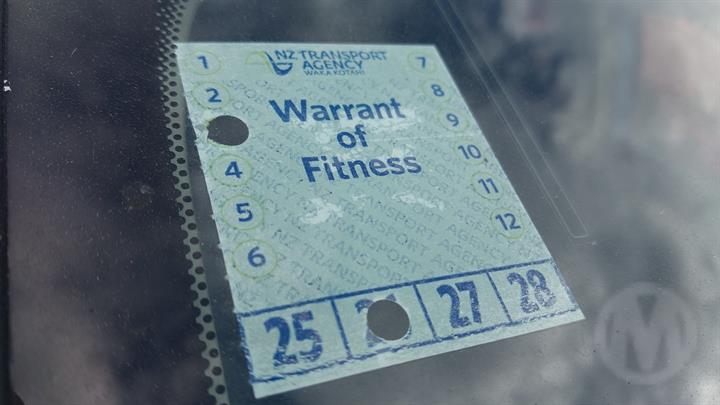 NZ TRANSPORT
AGENCY
WAKA KOTAHI
1
7
2
8
Warrant
of
Fitness
9
4
10
5
11
6
12
25
27
28
M